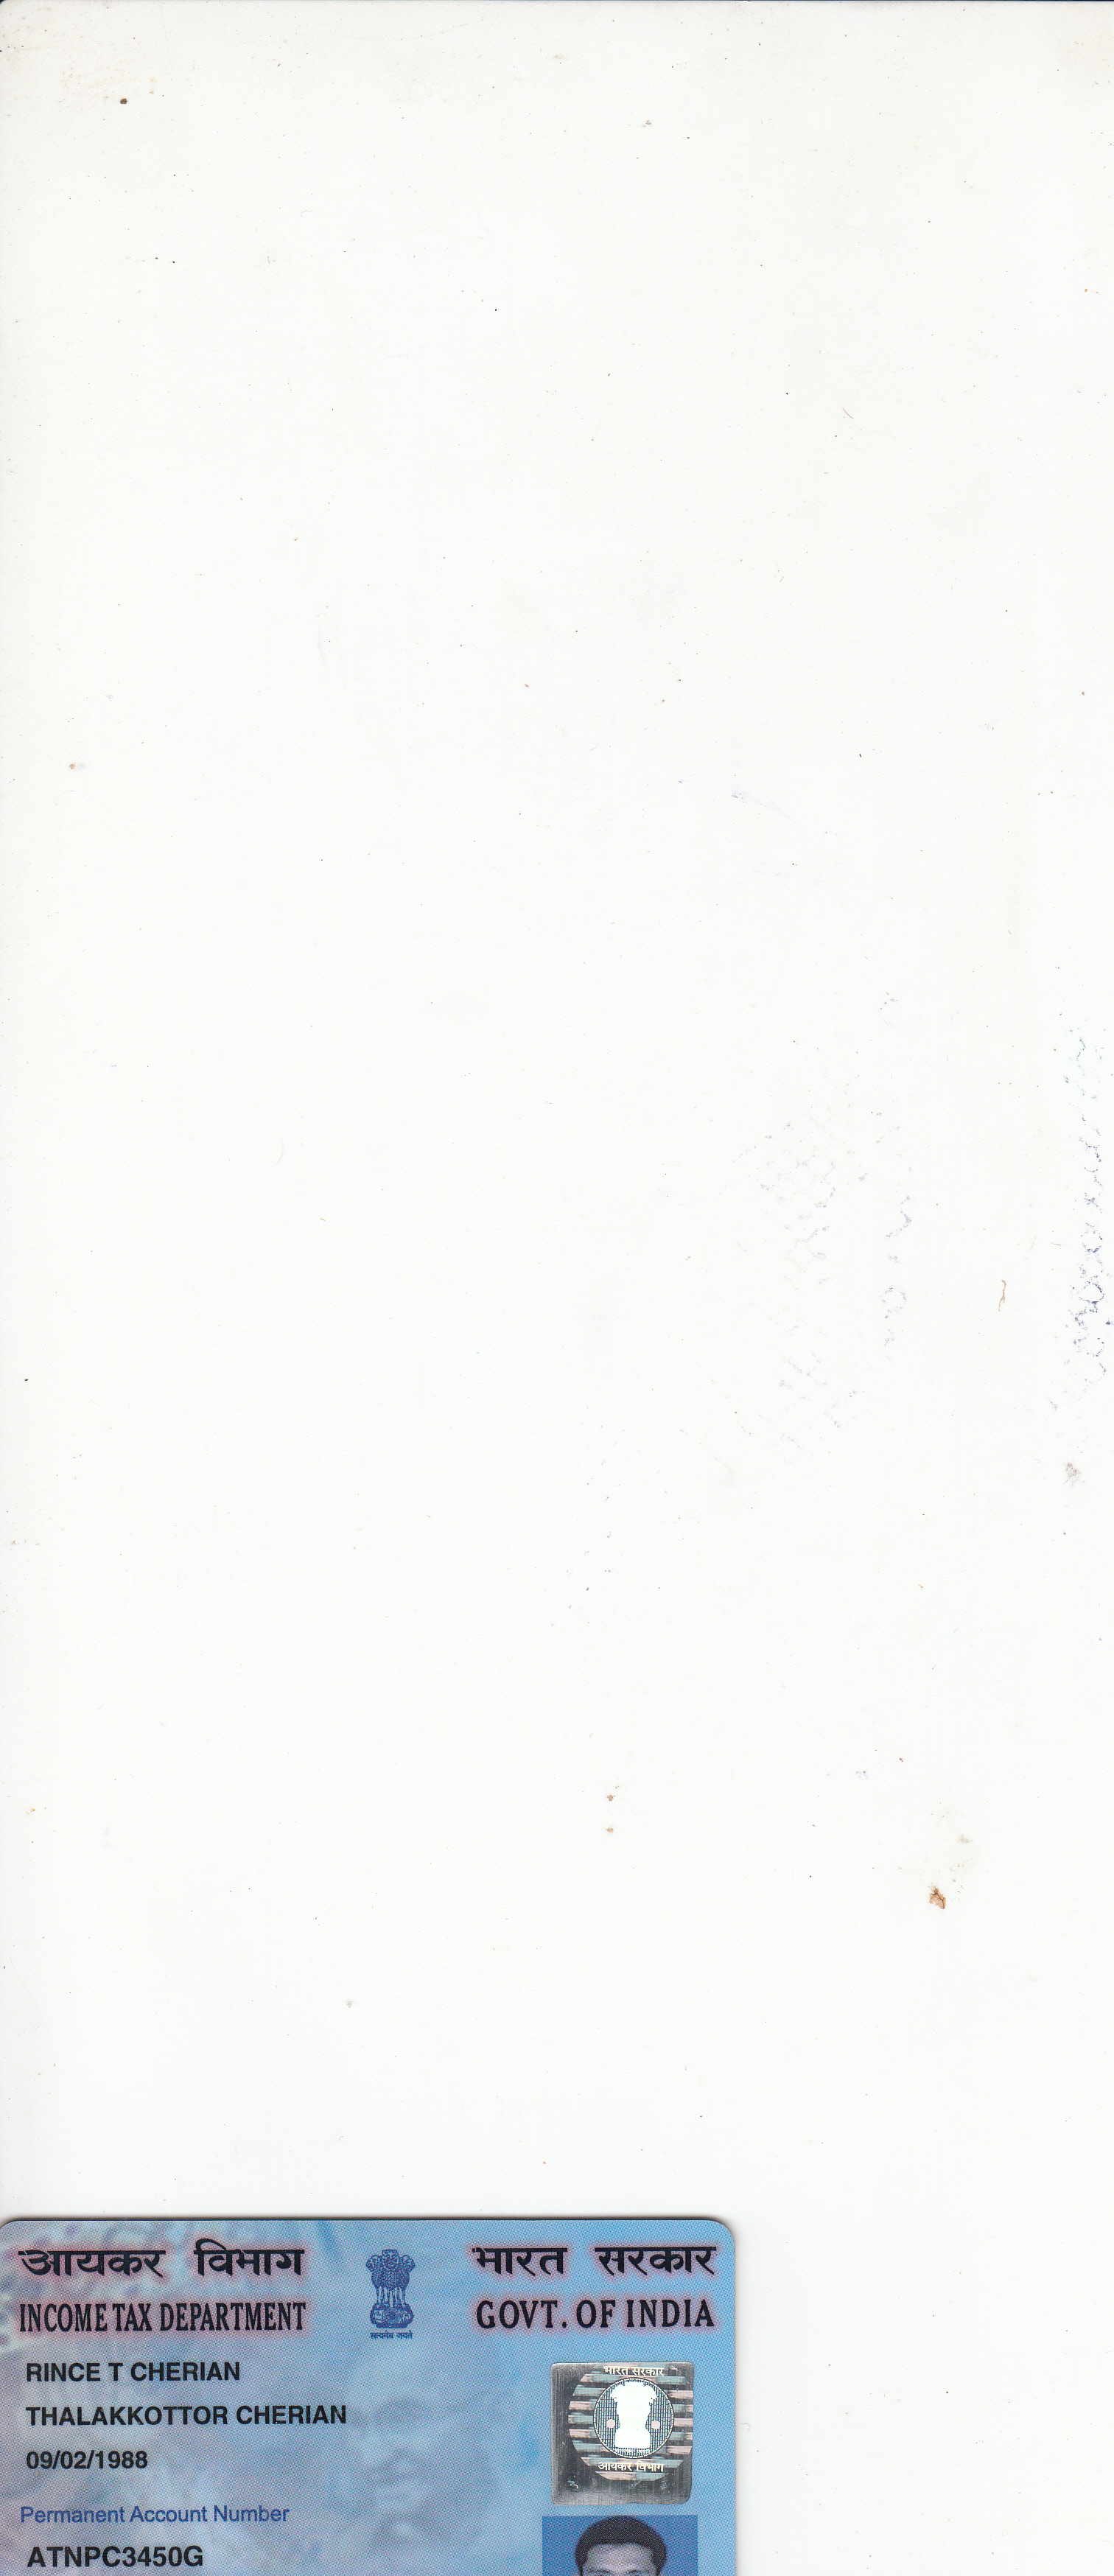 आयकर विभाग
INCOME TAX DEPARTMENT
सत्यमेव जयते
भारत सरकार
GOVT. OF INDIA
RINCE T CHERIAN
THALAKKOTTOR CHERIAN
09/02/1988
Permanent Account Number
ATNPC3450G
भारत सरकार
आयकर विभाग